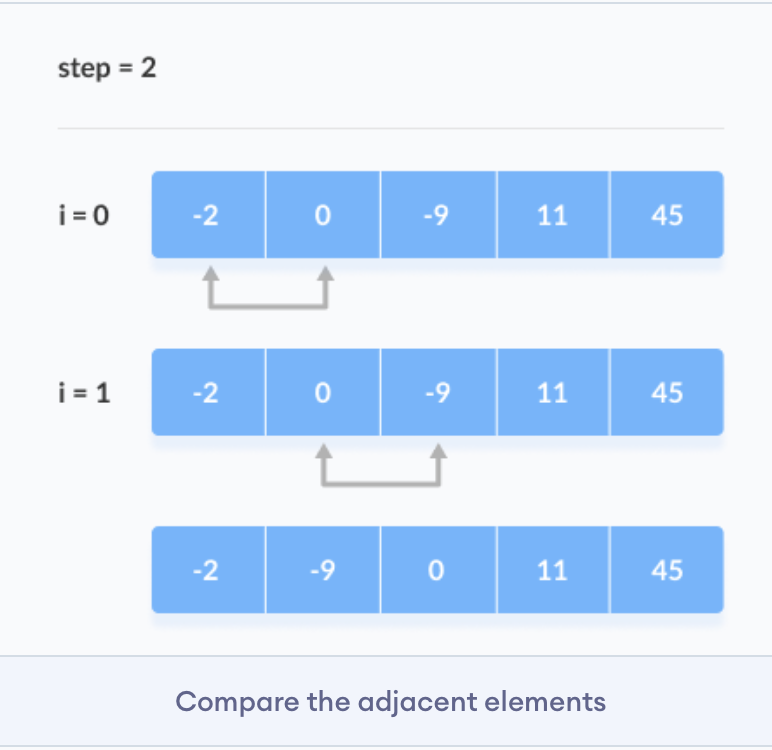 step = 2
i = 0 -2 0 -9 11 45
i = 1 -2 0 -9 11 45
-2 -9 0 11 45
Compare the adjacent elements